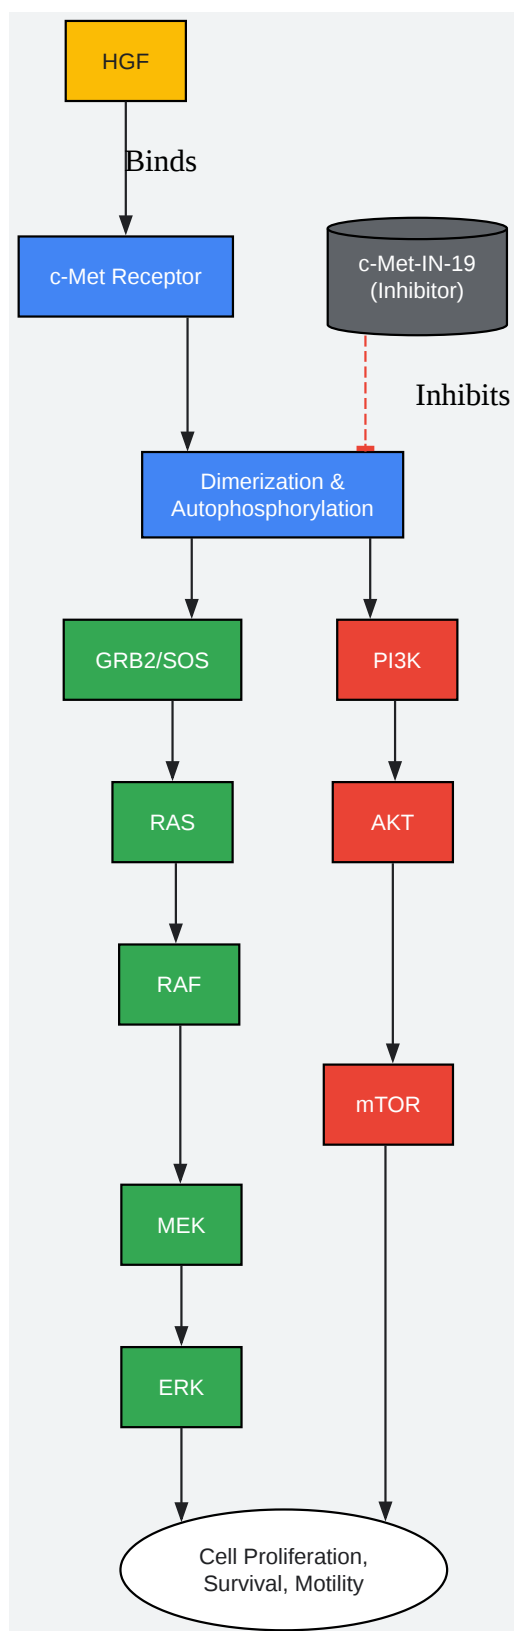 HGF
Binds
c-Met Receptor
c-Met-IN-19
(Inhibitor)
Inhibits
Dimerization &
Autophosphorylation
GRB2/SOS
PI3K
RAS
AKT
RAF
mTOR
MEK
ERK
Cell Proliferation,
Survival, Motility